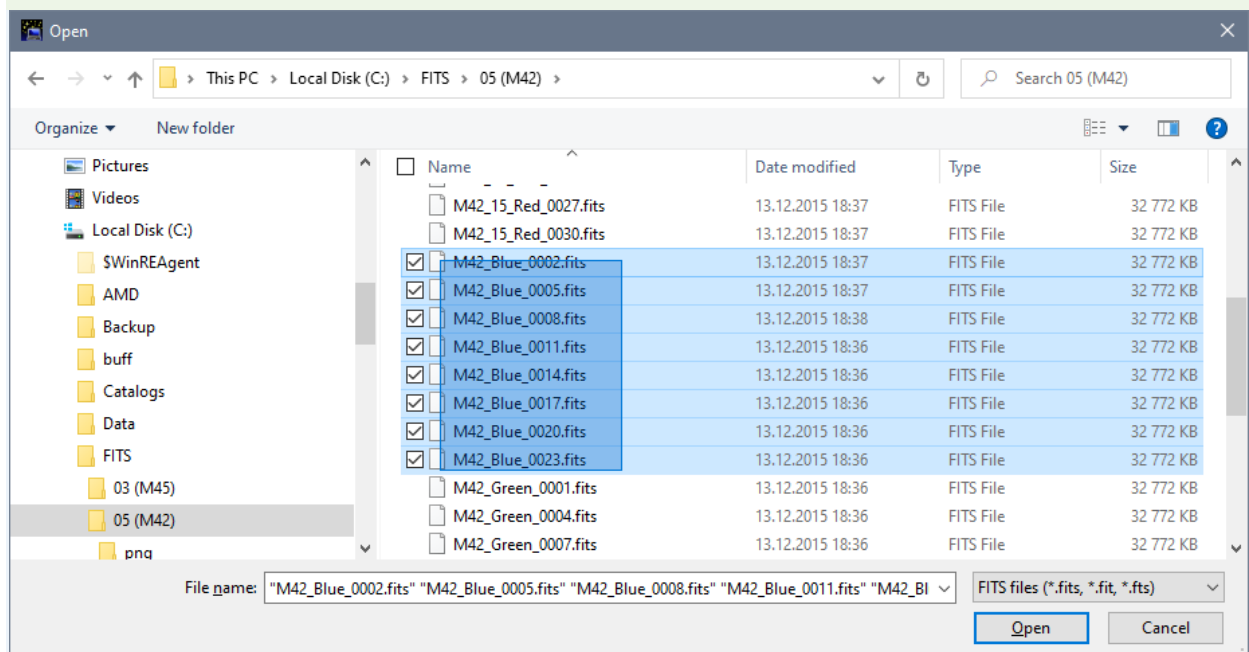 Open
This PC > Local Disk (C:) > FITS > 05 (M42) >
Search 05 (M42)
Organize New folder
Pictures
Videos
Local Disk (C:)
$WinREAgent
AMD
Backup
buff
Catalogs
Data
FITS
03 (M45)
05 (M42)
png
Name Date modified Type Size
M42_15_Red_0027.fits 13.12.2015 18:37 FITS File 32 772 KB
M42_15_Red_0030.fits 13.12.2015 18:37 FITS File 32 772 KB
M42_Blue_0002.fits 13.12.2015 18:37 FITS File 32 772 KB
M42_Blue_0005.fits 13.12.2015 18:37 FITS File 32 772 KB
M42_Blue_0008.fits 13.12.2015 18:38 FITS File 32 772 KB
M42_Blue_0011.fits 13.12.2015 18:36 FITS File 32 772 KB
M42_Blue_0014.fits 13.12.2015 18:36 FITS File 32 772 KB
M42_Blue_0017.fits 13.12.2015 18:36 FITS File 32 772 KB
M42_Blue_0020.fits 13.12.2015 18:36 FITS File 32 772 KB
M42_Blue_0023.fits 13.12.2015 18:36 FITS File 32 772 KB
M42_Green_0001.fits 13.12.2015 18:36 FITS File 32 772 KB
M42_Green_0004.fits 13.12.2015 18:36 FITS File 32 772 KB
M42_Green_0007.fits 13.12.2015 18:36 FITS File 32 772 KB
File name: "M42_Blue_0002.fits" "M42_Blue_0005.fits" "M42_Blue_0008.fits" "M42_Blue_0011.fits" "M42_Bl
FITS files (*.fits, *.fit, *.fts)
Open Cancel